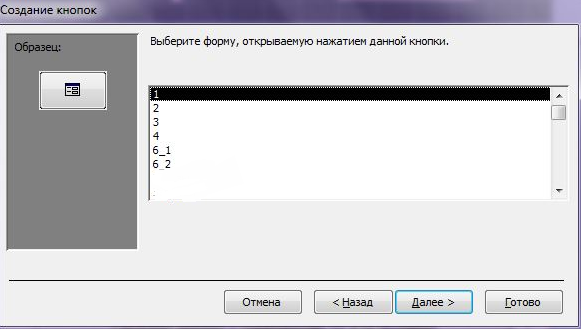 Создание кнопок
Образец:
Выберите форму, открываемую нажатием данной кнопки.
1
2
3
4
6_1
6_2
Отмена
< Назад
Далее >
Готово